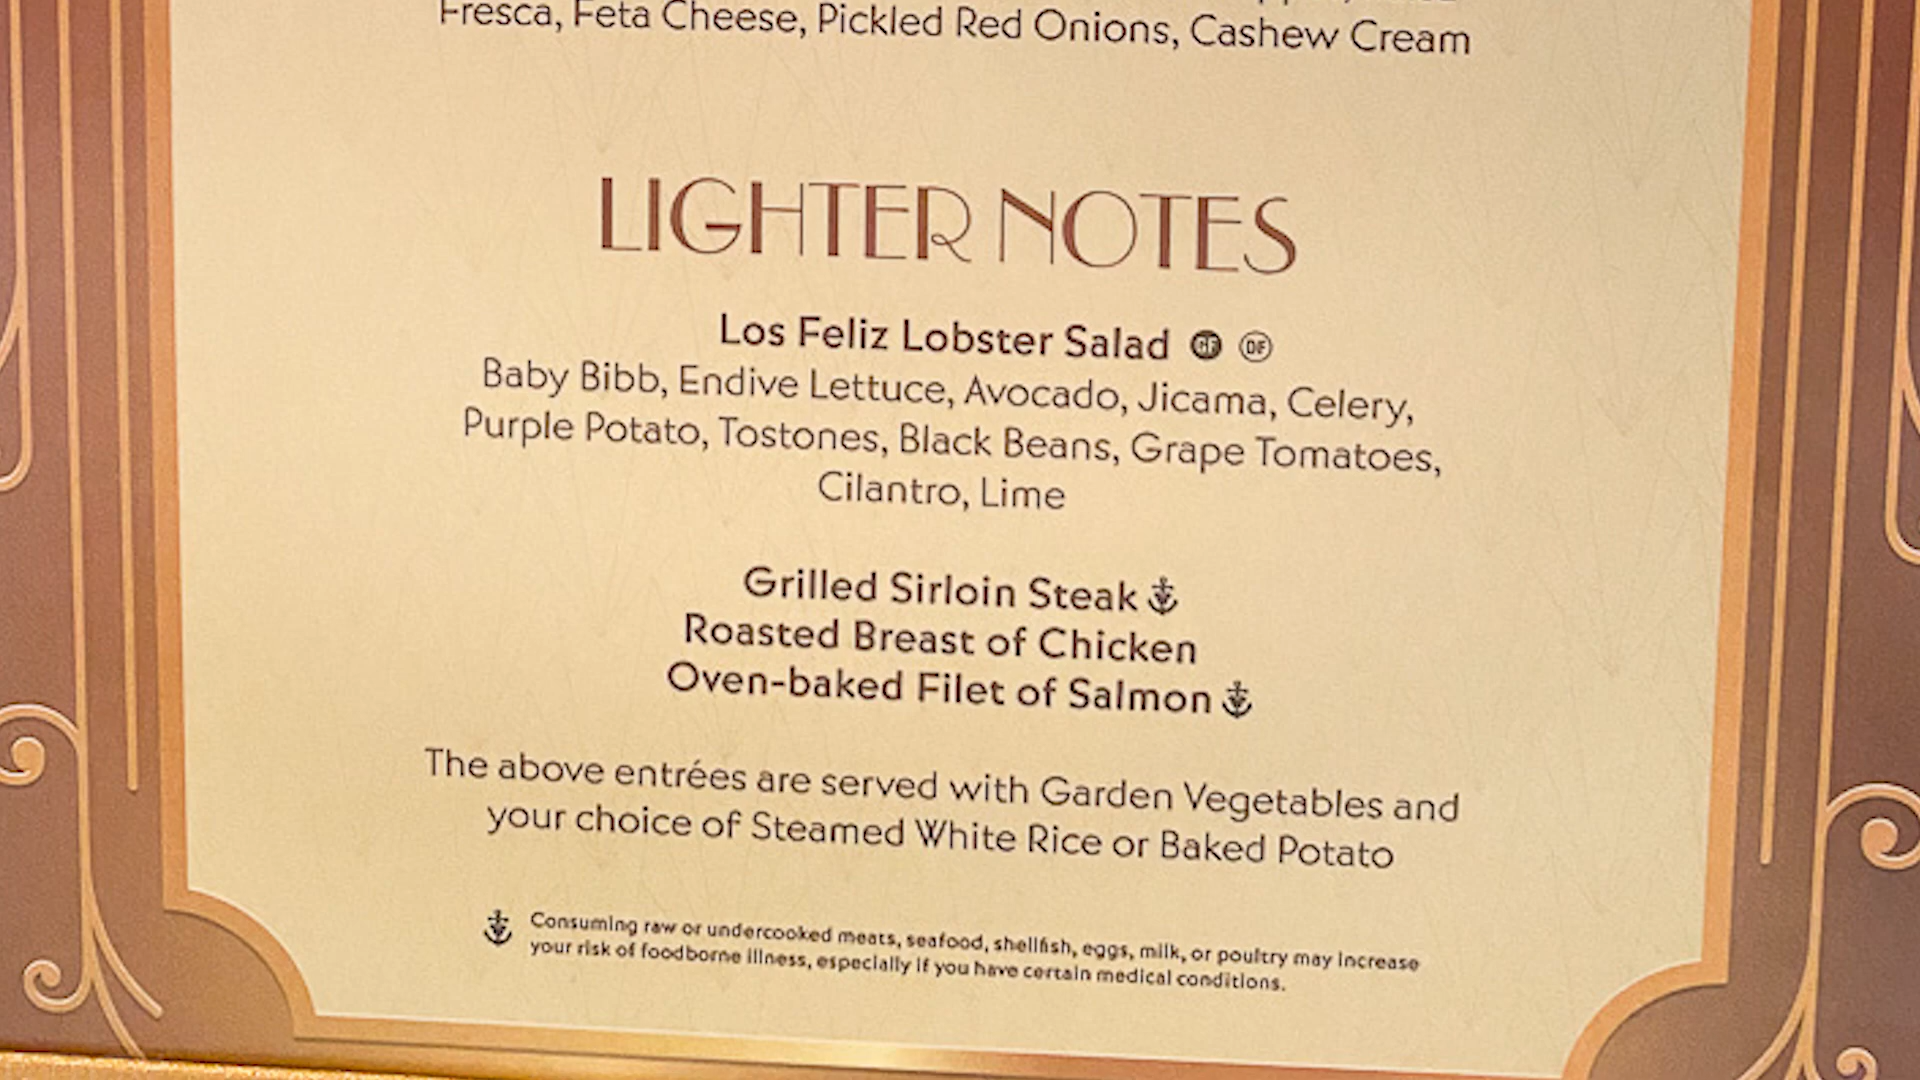 Fresca, Feta Cheese, Pickled Red Onions, Cashew Cream
LIGHTER NOTES
Los Feliz Lobster Salad GF DF
Baby Bibb, Endive Lettuce, Avocado, Jicama, Celery,
Purple Potato, Tostones, Black Beans, Grape Tomatoes,
Cilantro, Lime
Grilled Sirloin Steak
Roasted Breast of Chicken
Oven-baked Filet of Salmon
The above entrées are served with Garden Vegetables and
your choice of Steamed White Rice or Baked Potato
Consuming raw or undercooked meats, seafood, shellfish, eggs, milk, or poultry may increase
your risk of foodborne illness, especially if you have certain medical conditions.